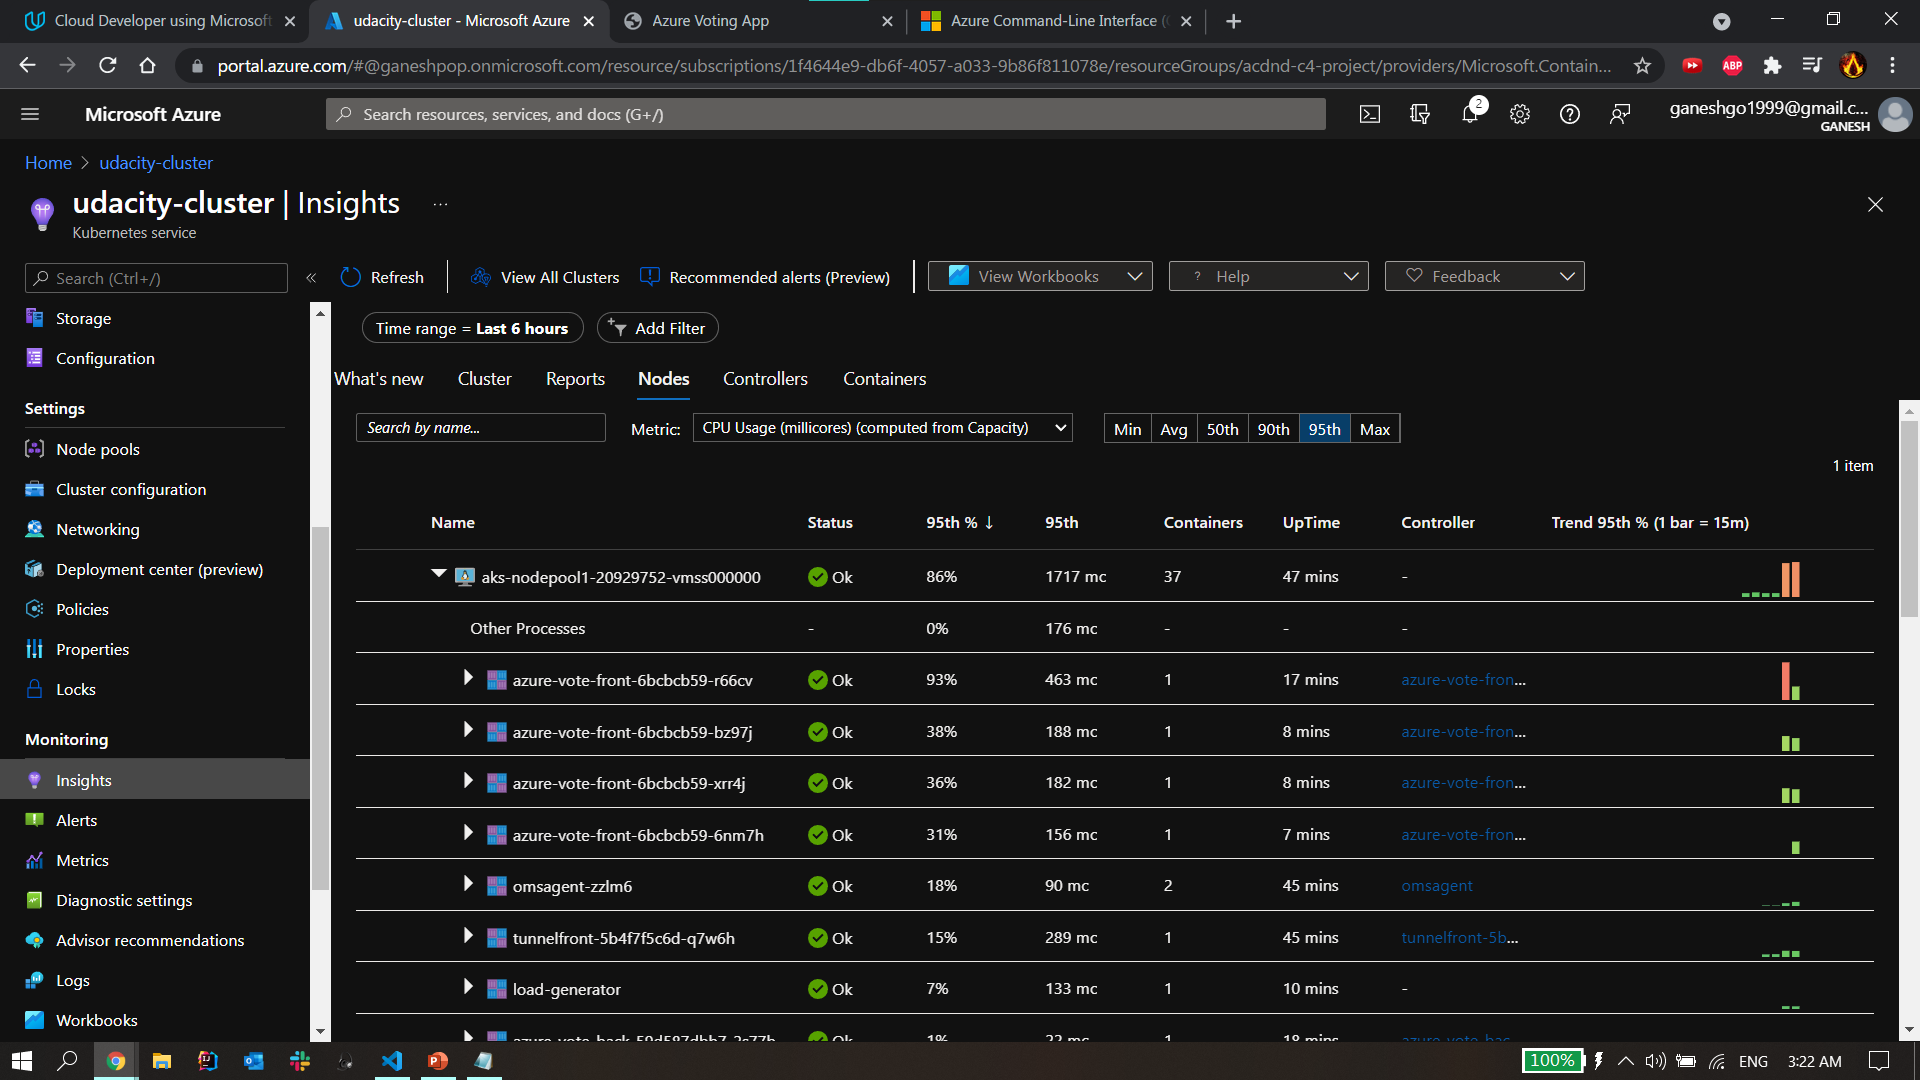 Cloud Developer using Microsoft
udacity-cluster - Microsoft Azure
Azure Voting App
Azure Command-Line Interface (
portal.azure.com/#@ganeshpop.onmicrosoft.com/resource/subscriptions/1f4644e9-db6f-4057-a033-9b86f811078e/resourceGroups/acdnd-c4-project/providers/Microsoft.Contain...
ABP
Microsoft Azure
Search resources, services, and docs (G+/)
2
ganeshgo1999@gmail.c...
GANESH
Home > udacity-cluster
udacity-cluster | Insights ...
Kubernetes service
Search (Ctrl+/)
«
Refresh
View All Clusters
Recommended alerts (Preview)
View Workbooks
? Help
Feedback
Storage
Configuration
Settings
Node pools
Cluster configuration
Networking
Deployment center (preview)
Policies
Properties
Locks
Monitoring
Insights
Alerts
Metrics
Diagnostic settings
Advisor recommendations
Logs
Workbooks
Time range = Last 6 hours
Add Filter
What's new Cluster Reports Nodes Controllers Containers
Search by name...
Metric: CPU Usage (millicores) (computed from Capacity)
Min Avg 50th 90th 95th Max
1 item
Name Status 95th % ↓ 95th Containers UpTime Controller Trend 95th % (1 bar = 15m)
aks-nodepool1-20929752-vmss000000 Ok 86% 1717 mc 37 47 mins -
Other Processes - 0% 176 mc - - -
azure-vote-front-6bcbcb59-r66cv Ok 93% 463 mc 1 17 mins azure-vote-fron...
azure-vote-front-6bcbcb59-bz97j Ok 38% 188 mc 1 8 mins azure-vote-fron...
azure-vote-front-6bcbcb59-xrr4j Ok 36% 182 mc 1 8 mins azure-vote-fron...
azure-vote-front-6bcbcb59-6nm7h Ok 31% 156 mc 1 7 mins azure-vote-fron...
omsagent-zzlm6 Ok 18% 90 mc 2 45 mins omsagent
tunnelfront-5b4f7f5c6d-q7w6h Ok 15% 289 mc 1 45 mins tunnelfront-5b...
load-generator Ok 7% 133 mc 1 10 mins -
100%
ENG
3:22 AM